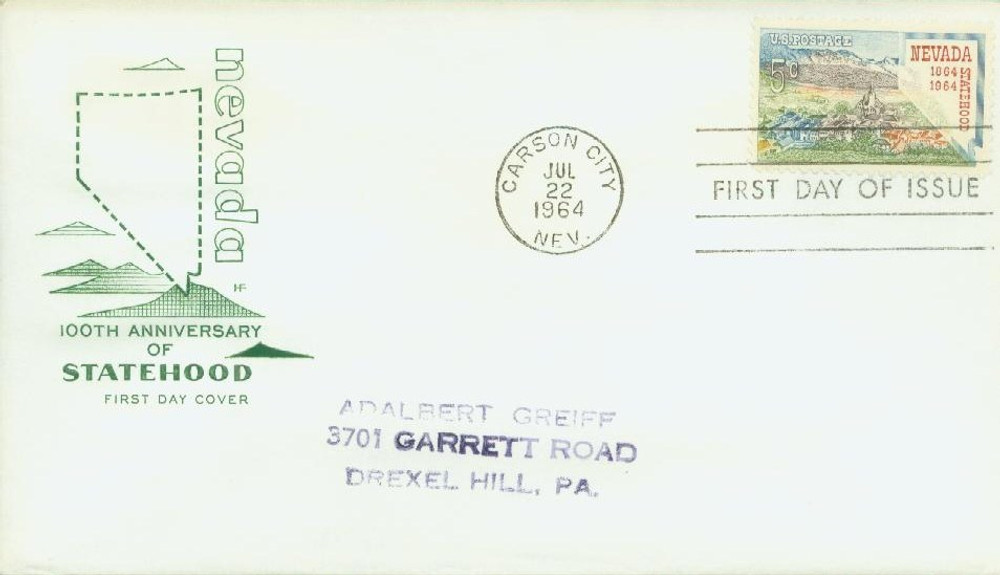 nevada
HF
100TH ANNIVERSARY
OF
STATEHOOD
FIRST DAY COVER
CARSON CITY
JUL
22
1964
NEV.
U.S. POSTAGE
5c
NEVADA
1864
1964
STATEHOOD
FIRST DAY OF ISSUE
ADALBERT GREIFF
3701 GARRETT ROAD
DREXEL HILL, PA.